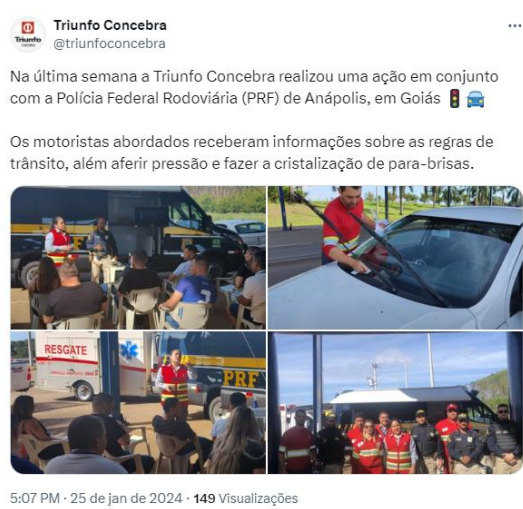 Triunfo Concebra
@triunfoconcebra
Triunfo
Na última semana a Triunfo Concebra realizou uma ação em conjunto
com a Polícia Federal Rodoviária (PRF) de Anápolis, em Goiás 🚦🚘
Os motoristas abordados receberam informações sobre as regras de
trânsito, além aferir pressão e fazer a cristalização de para-brisas.
RESGATE
PRF
5:07 PM · 25 de jan de 2024 · 149 Visualizações